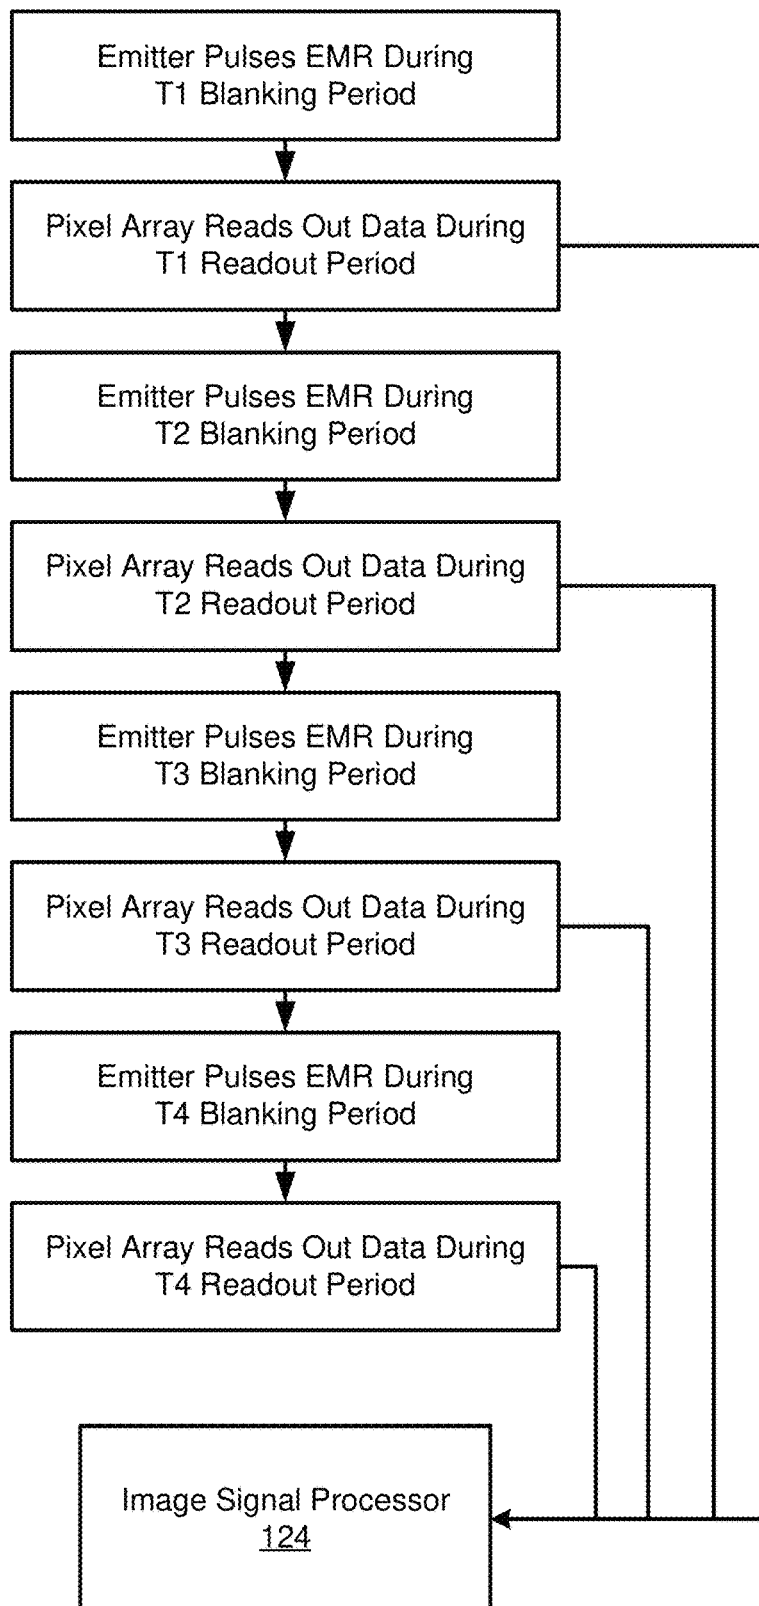 Emitter Pulses EMR During
T1 Blanking Period
Pixel Array Reads Out Data During
T1 Readout Period
Emitter Pulses EMR During
T2 Blanking Period
Pixel Array Reads Out Data During
T2 Readout Period
Emitter Pulses EMR During
T3 Blanking Period
Pixel Array Reads Out Data During
T3 Readout Period
Emitter Pulses EMR During
T4 Blanking Period
Pixel Array Reads Out Data During
T4 Readout Period
Image Signal Processor
124